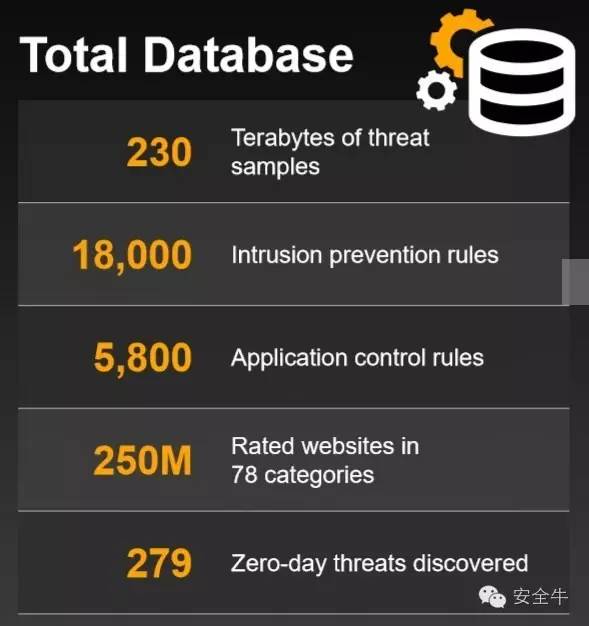 Total Database
230
Terabytes of threat
samples
18,000
Intrusion prevention rules
5,800
Application control rules
250M
Rated websites in
78 categories
279
Zero-day threats discovered
安全牛